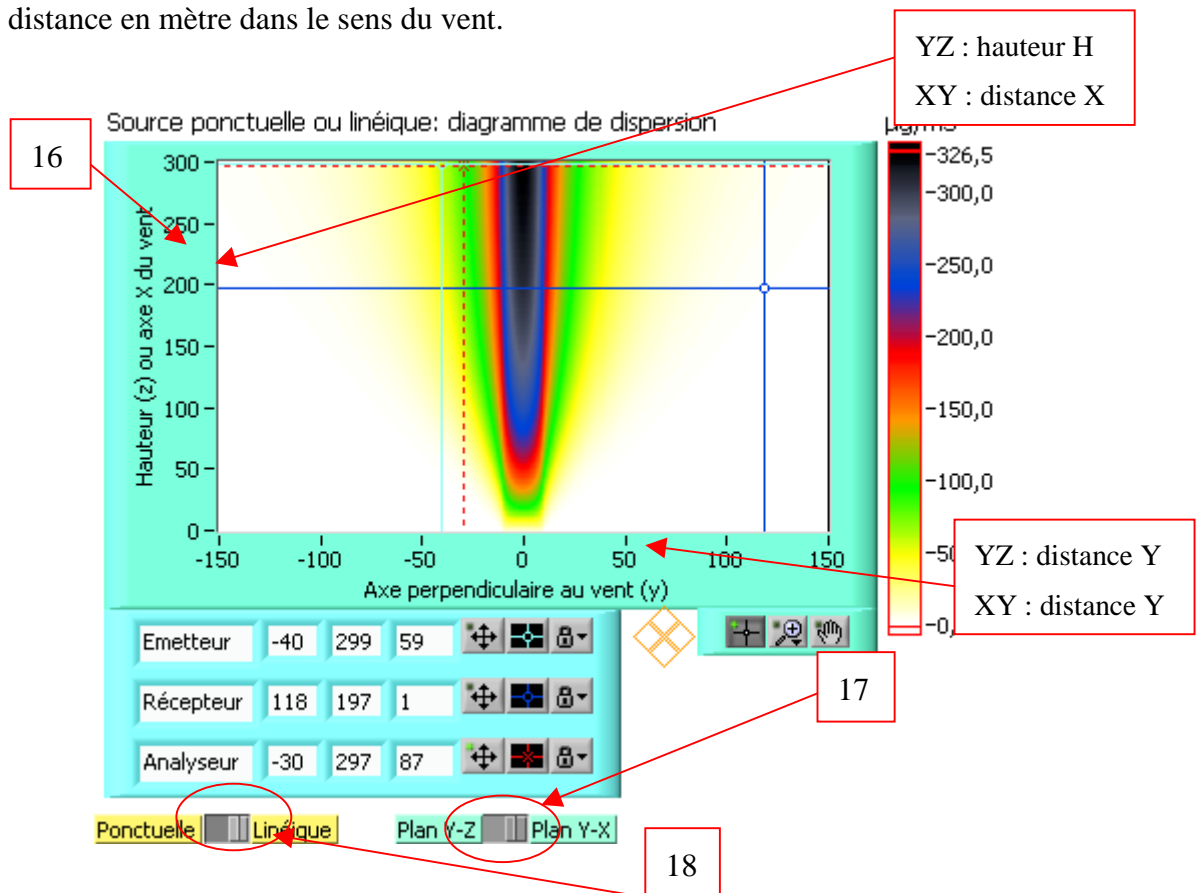 distance en mètre dans le sens du vent.
YZ : hauteur H
XY : distance X
16
Source ponctuelle ou linéique: diagramme de dispersion
Hauteur (z) ou axe X du vent
300
250
200
150
100
50
0
-150
-100
-50
0
50
100
150
Axe perpendiculaire au vent (y)
326,5
300,0
250,0
200,0
150,0
100,0
YZ : distance Y
XY : distance Y
Emetteur -40 299 59
Récepteur 118 197 1
Analyseur -30 297 87
17
Ponctuelle Linéique Plan Y-Z Plan Y-X
18